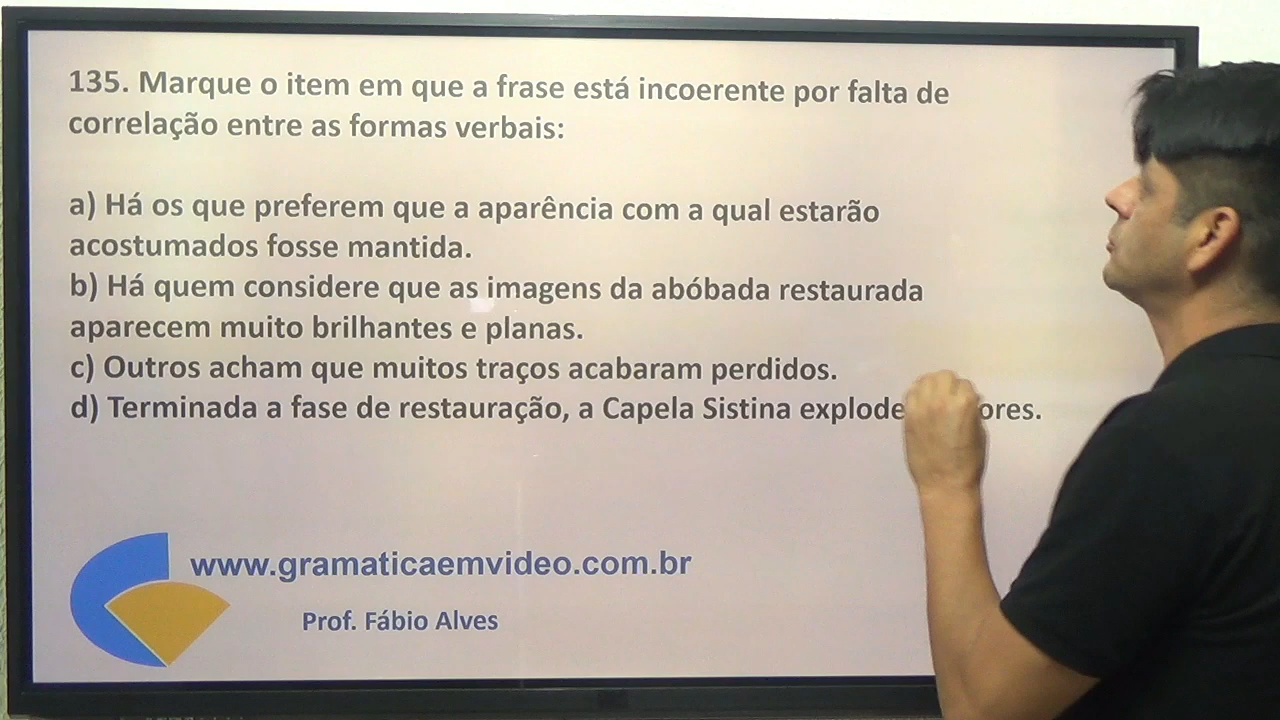 135. Marque o item em que a frase está incoerente por falta de
correlação entre as formas verbais:
a) Há os que preferem que a aparência com a qual estarão
acostumados fosse mantida.
b) Há quem considere que as imagens da abóbada restaurada
aparecem muito brilhantes e planas.
c) Outros acham que muitos traços acabaram perdidos.
d) Terminada a fase de restauração, a Capela Sistina explode ores.
www.gramaticaemvideo.com.br
Prof. Fábio Alves